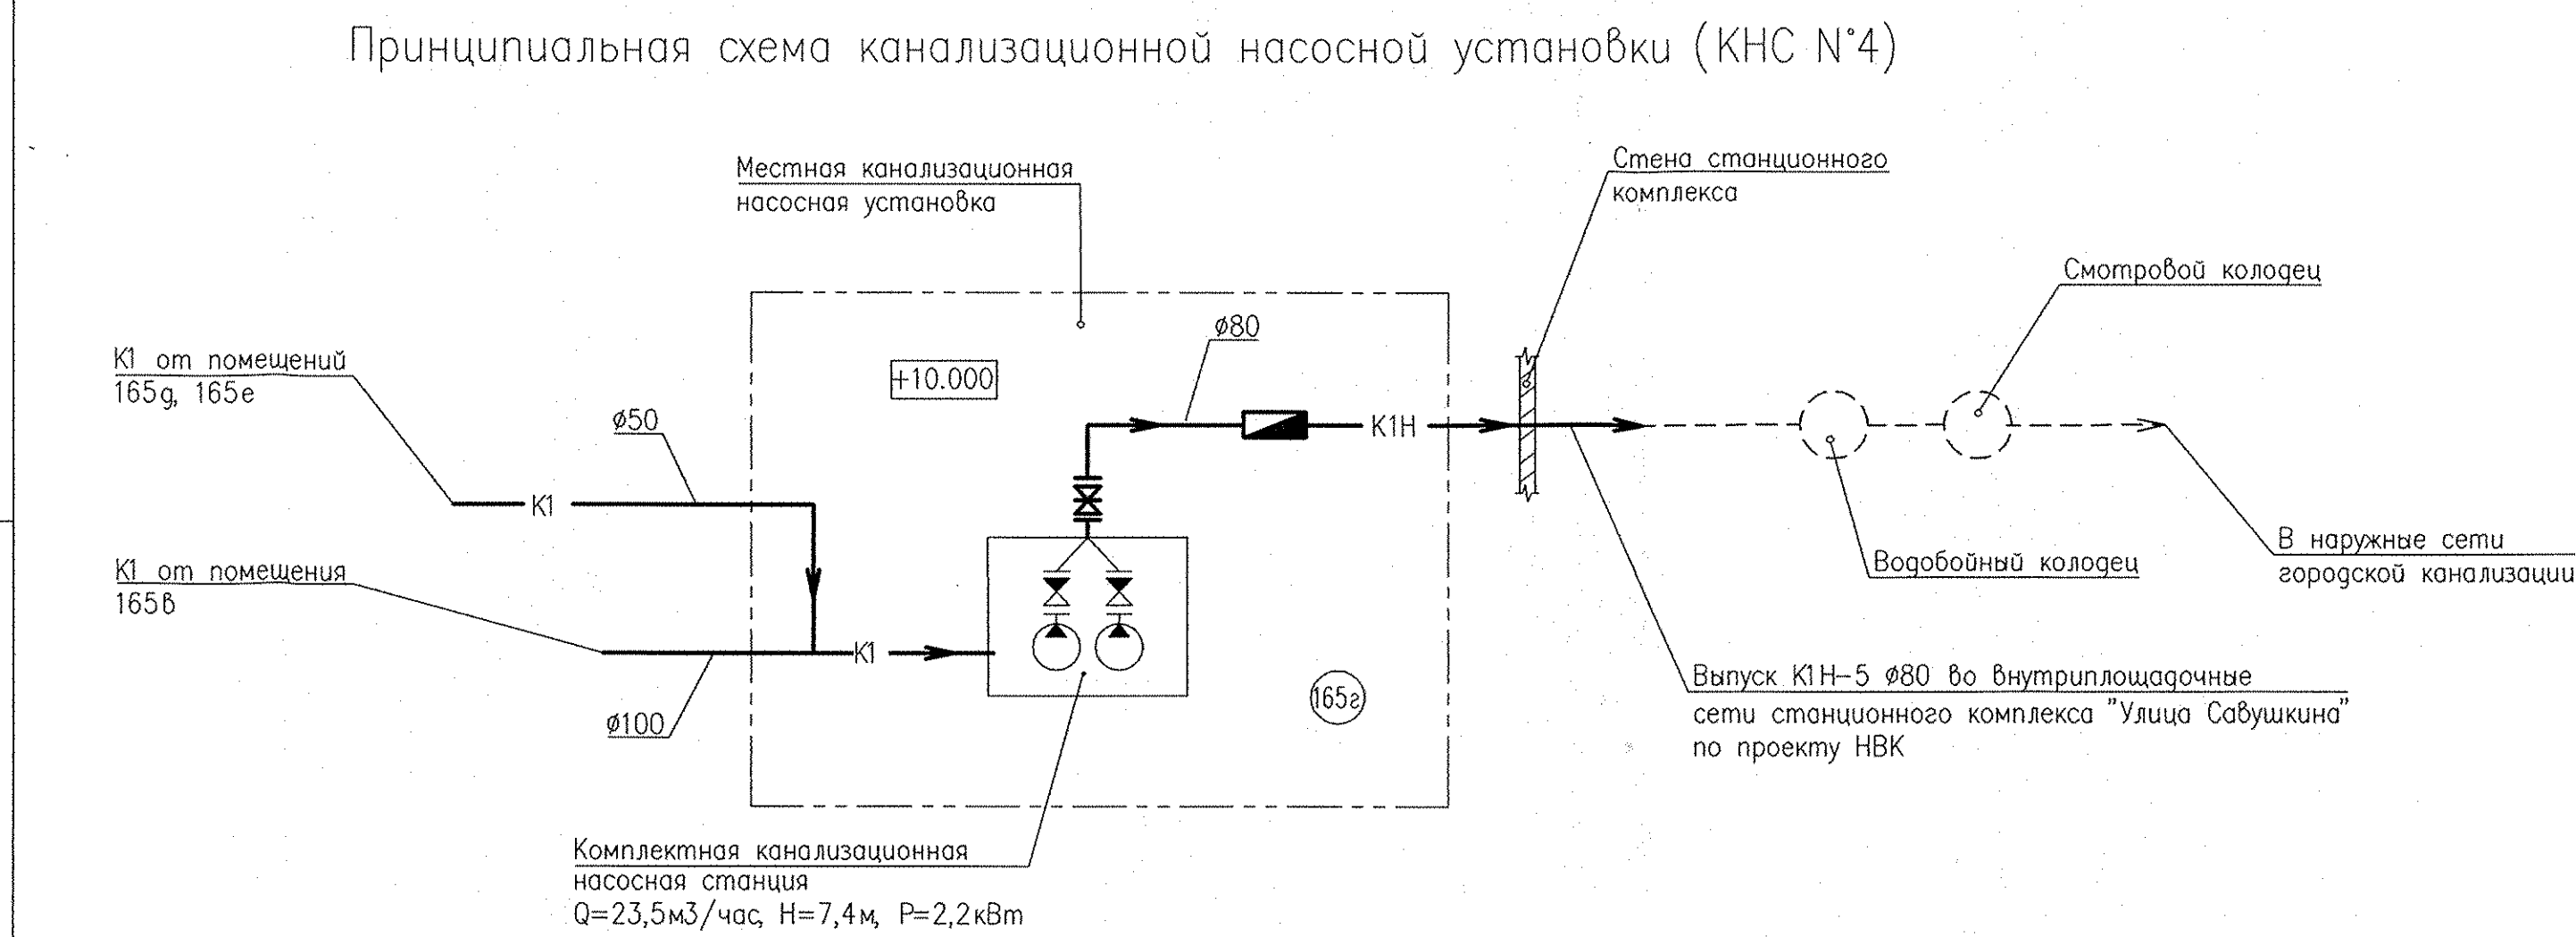 Принципиальная схема канализационной насосной установки (КНС N°4)
Местная канализационная
насосная установка
Стена станционного
комплекса
Смотровой колодец
К1 от помещений
165д, 165е
ø50
+10.000
ø80
К1Н
К1
К1 от помещения
165в
К1
ø100
165г
Водобойный колодец
В наружные сети
городской канализации
Выпуск К1Н-5 ø80 во внутриплощадочные
сети станционного комплекса "Улица Савушкина"
по проекту НВК
Комплектная канализационная
насосная станция
Q=23,5м3/час, Н=7,4м, Р=2,2кВт